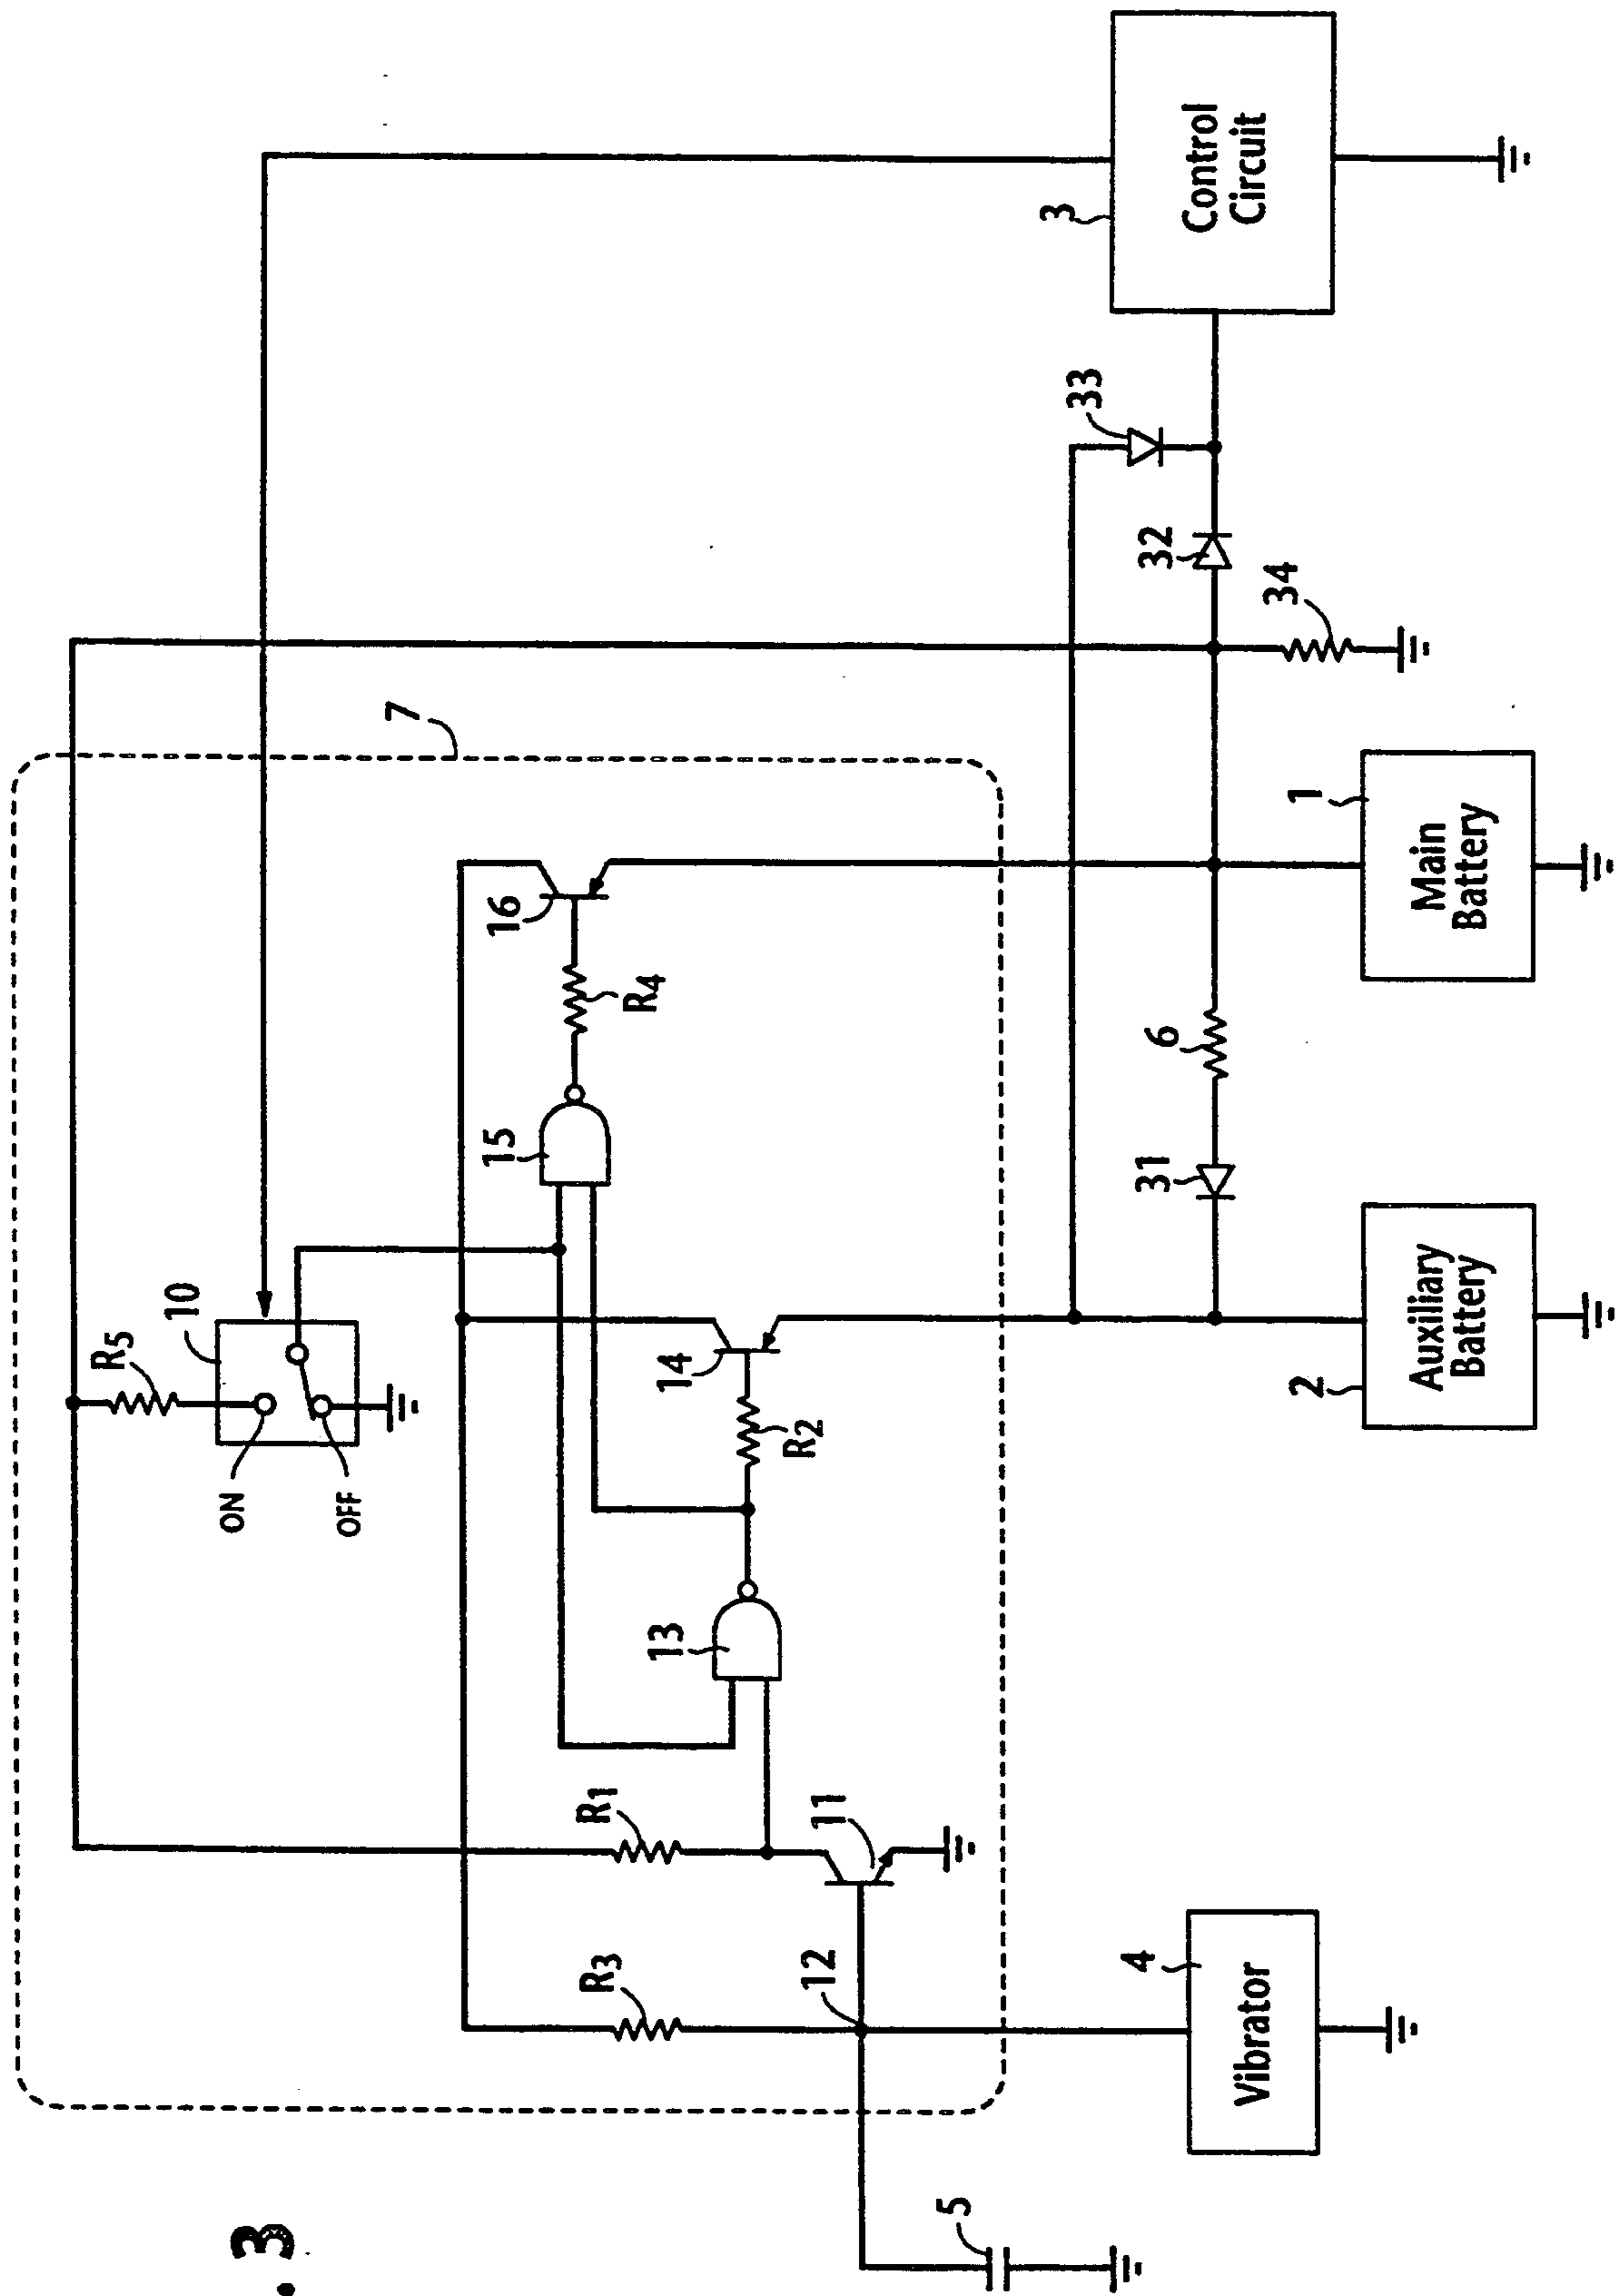 . 3
7
10
R5
ON
OFF
16
R4
15
14
R2
13
R1
11
R3
12
5
4
Vibrator
2
Auxiliary
Battery
31
6
1
Main
Battery
34
32
33
3
Control
Circuit